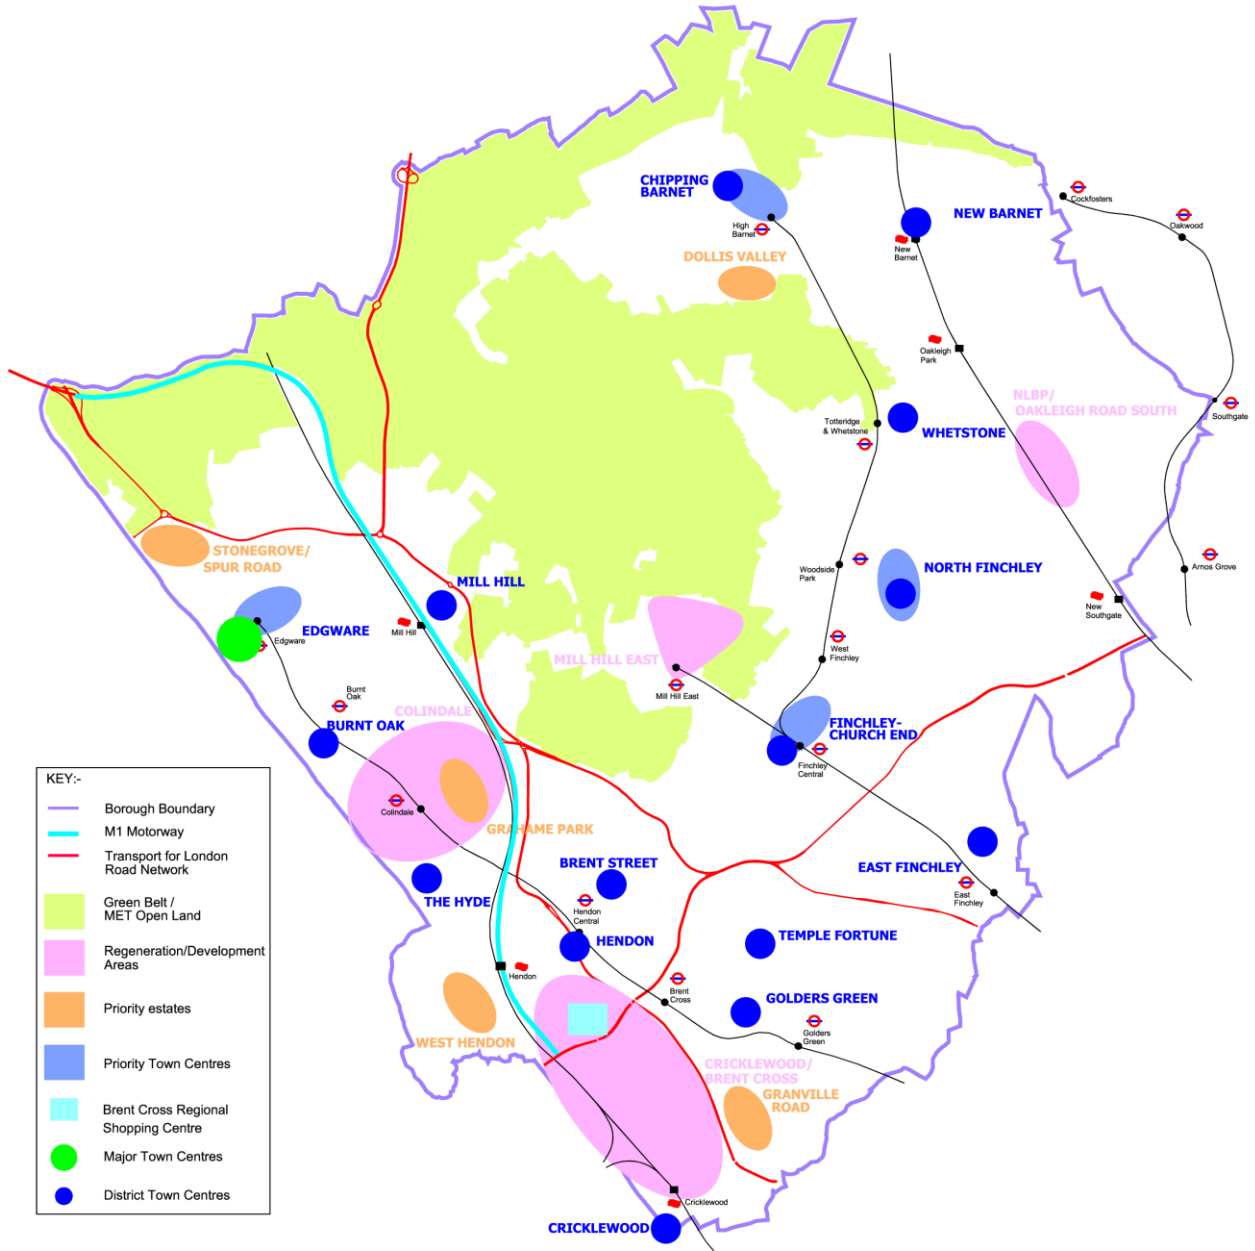 CHIPPING
BARNET
High
Barnet
NEW BARNET
New
Barnet
Cockfosters
Oakwood
DOLLIS VALLEY
Oakleigh
Park
NLBP/
OAKLEIGH ROAD SOUTH
Southgate
Totteridge
& Whetstone
WHETSTONE
STONEGROVE/
SPUR ROAD
MILL HILL
Mill Hill
EDGWARE
Edgware
Woodside
Park
NORTH FINCHLEY
Arnos Grove
New
Southgate
West
Finchley
MILL HILL EAST
Mill Hill East
Burnt
Oak
BURNT OAK
COLINDALE
Colindale
FINCHLEY-
CHURCH END
Finchley
Central
GRAHAME PARK
BRENT STREET
EAST FINCHLEY
East
Finchley
THE HYDE
Hendon
Central
HENDON
TEMPLE FORTUNE
Hendon
Brent
Cross
GOLDERS GREEN
Golders
Green
WEST HENDON
CRICKLEWOOD/
BRENT CROSS
GRANVILLE
ROAD
Cricklewood
CRICKLEWOOD
KEY:-
Borough Boundary
M1 Motorway
Transport for London
Road Network
Green Belt /
MET Open Land
Regeneration/Development
Areas
Priority estates
Priority Town Centres
Brent Cross Regional
Shopping Centre
Major Town Centres
District Town Centres